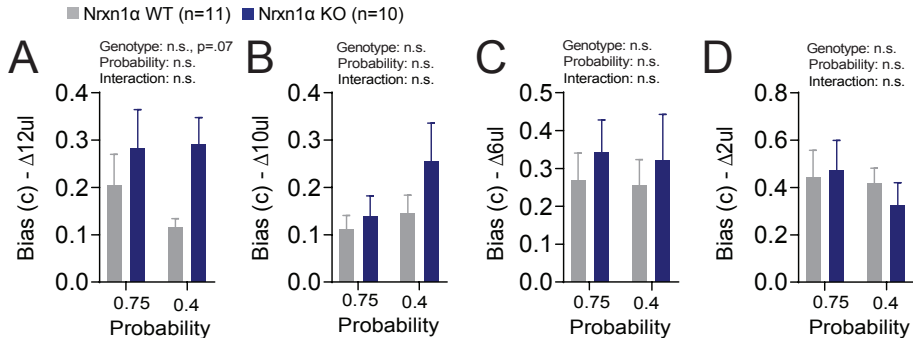 Nrxn1α WT (n=11) Nrxn1α KO (n=10)
A
Genotype: n.s., p=.07
Probability: n.s.
Interaction: n.s.
Bias (c) - Δ12ul
0.4
0.3
0.2
0.1
0.0
0.75 0.4
Probability
B
Genotype: n.s.
Probability: n.s.
Interaction: n.s.
Bias (c) - Δ10ul
0.4
0.3
0.2
0.1
0.0
0.75 0.4
Probability
C
Genotype: n.s.
Probability: n.s.
Interaction: n.s.
Bias (c) - Δ6ul
0.5
0.4
0.3
0.2
0.1
0.0
0.75 0.4
Probability
D
Genotype: n.s.
Probability: n.s.
Interaction: n.s.
Bias (c) - Δ2ul
0.8
0.6
0.4
0.2
0.0
0.75 0.4
Probability